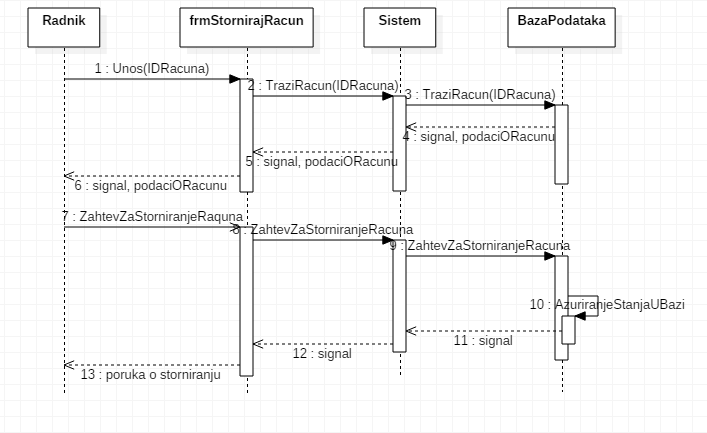 Radnik
frmStornirajRacun
Sistem
BazaPodataka
1 : Unos(IDRacuna)
2 : TraziRacun(IDRacuna)
3 : TraziRacun(IDRacuna)
4 : signal, podaciORacunu
5 : signal, podaciORacunu
6 : signal, podaciORacunu
7 : ZahtevZaStorniranjeRaquna
8 : ZahtevZaStorniranjeRacuna
9 : ZahtevZaStorniranjeRacuna
10 : AzuriranjeStanjaUBazi
11 : signal
12 : signal
13 : poruka o storniranju